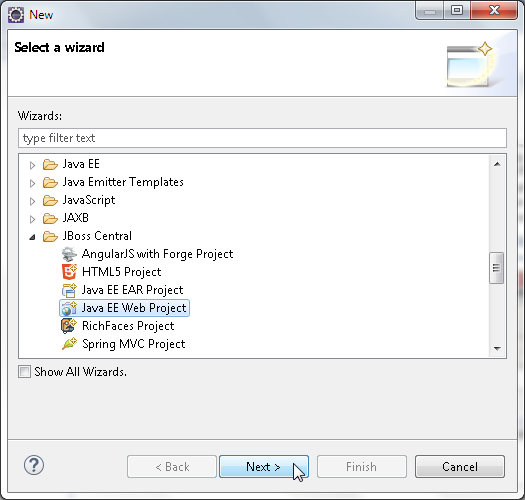 New
Select a wizard
Wizards:
type filter text
Java EE
Java Emitter Templates
JavaScript
JAXB
JBoss Central
AngularJS with Forge Project
HTML5 Project
Java EE EAR Project
Java EE Web Project
RichFaces Project
Spring MVC Project
Show All Wizards.
? < Back Next > Finish Cancel